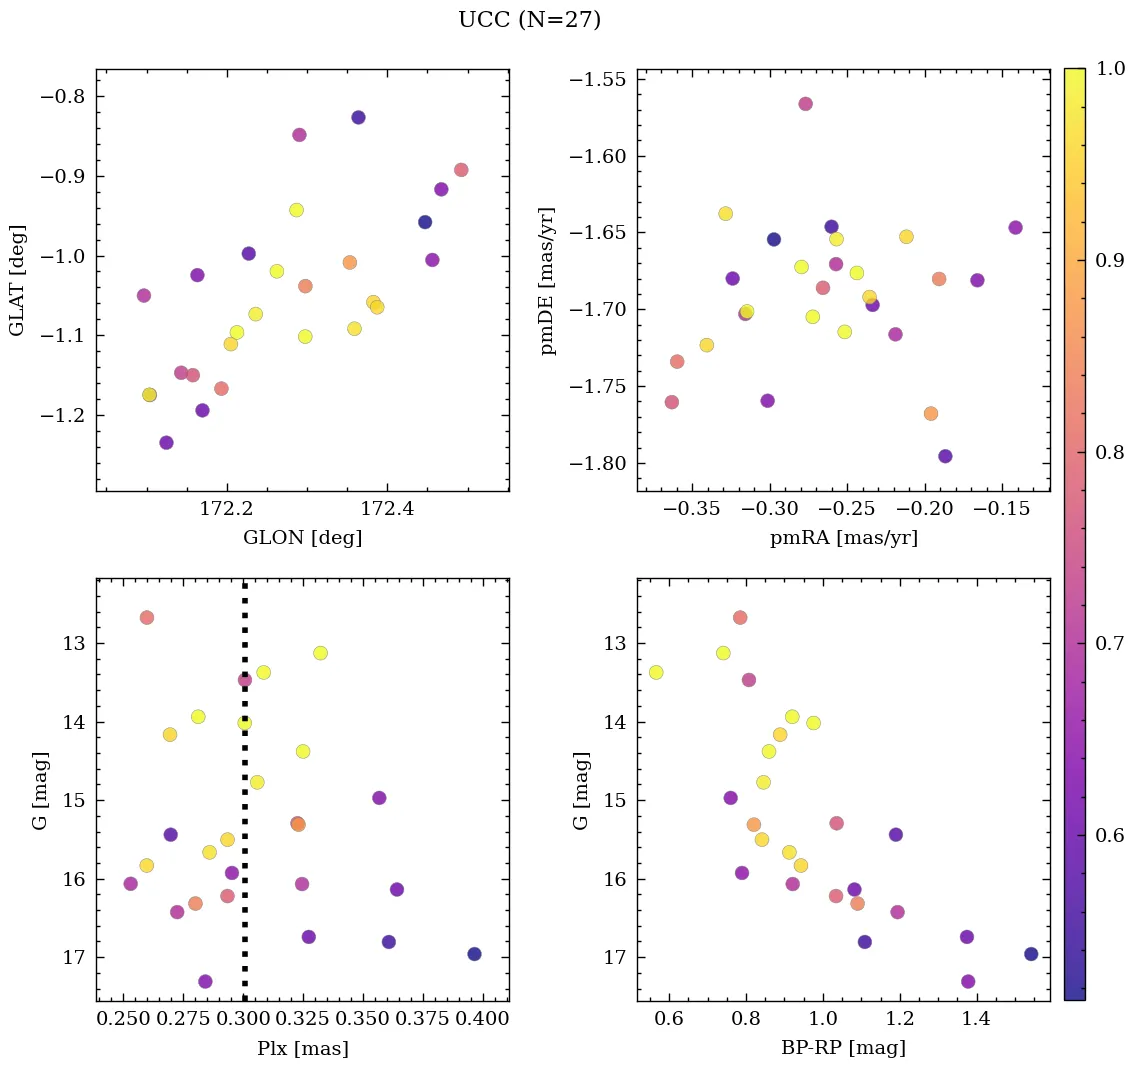 UCC (N=27)
−0.8
−0.9
−1.0
−1.1
−1.2
GLAT [deg]
172.2 172.4
GLON [deg]
−1.55
−1.60
−1.65
−1.70
−1.75
−1.80
pmDE [mas/yr]
−0.35 −0.30 −0.25 −0.20 −0.15
pmRA [mas/yr]
1.0
0.9
0.8
0.7
0.6
13
14
15
16
17
G [mag]
0.250 0.275 0.300 0.325 0.350 0.375 0.400
Plx [mas]
13
14
15
16
17
G [mag]
0.6 0.8 1.0 1.2 1.4
BP-RP [mag]